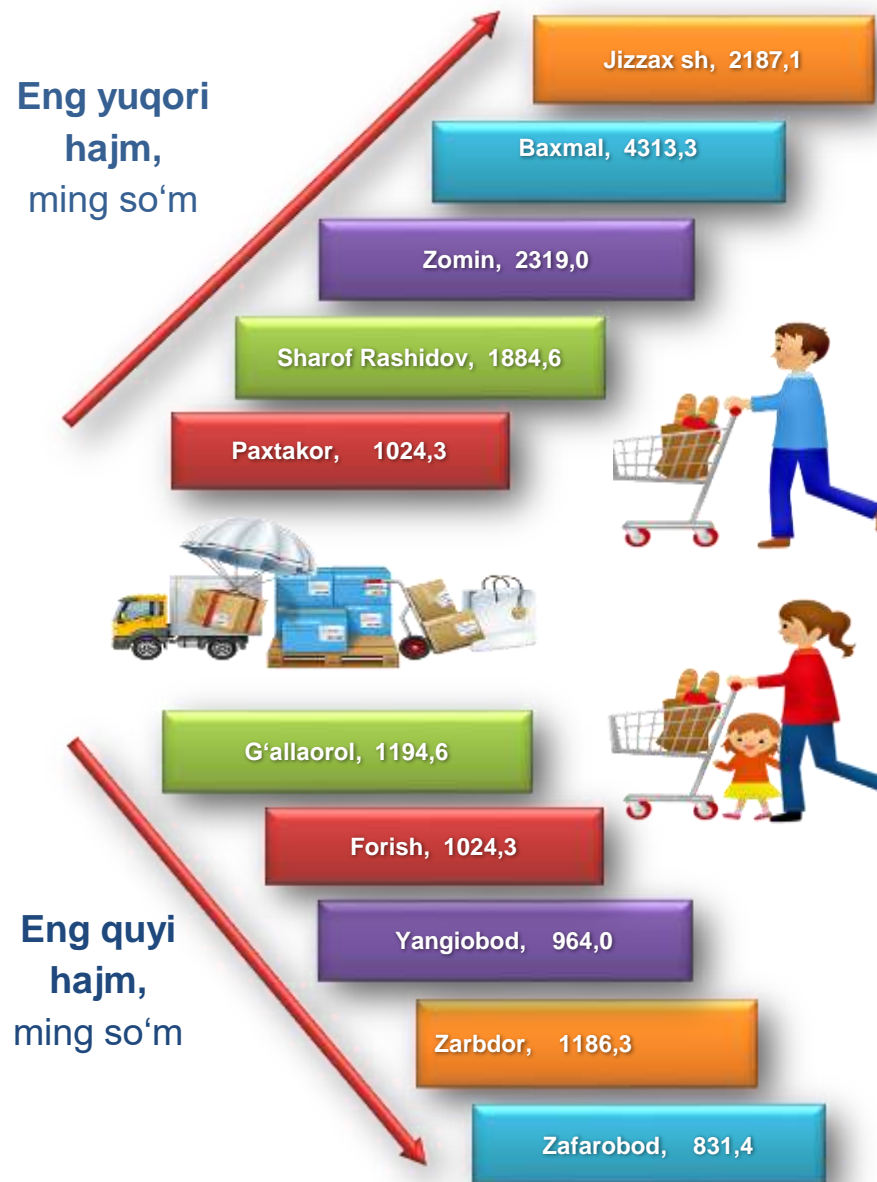 Eng yuqori
hajm,
ming so‘m
Jizzax sh, 2187,1
Baxmal, 4313,3
Zomin, 2319,0
Sharof Rashidov, 1884,6
Paxtakor, 1024,3
G‘allaorol, 1194,6
Forish, 1024,3
Yangiobod, 964,0
Zarbdor, 1186,3
Zafarobod, 831,4
Eng quyi
hajm,
ming so‘m